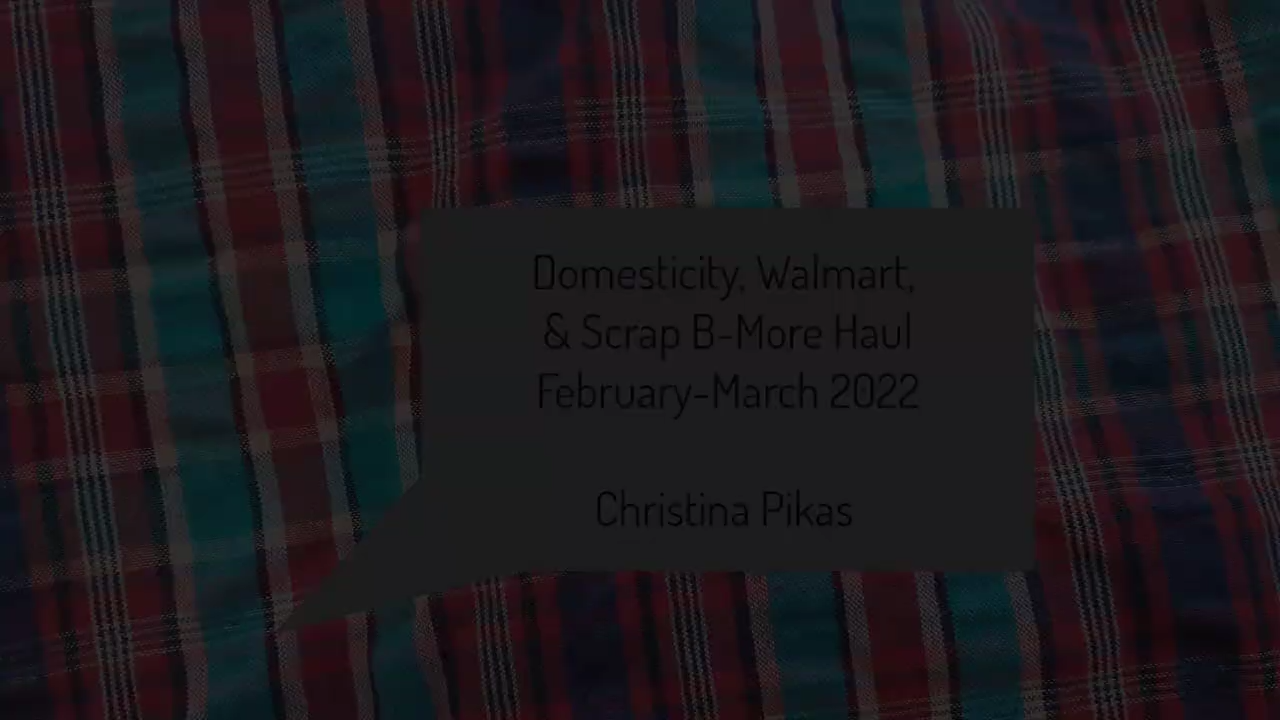 Domesticity, Walmart,
& Scrap B-More Haul
February-March 2022
Christina Pikas